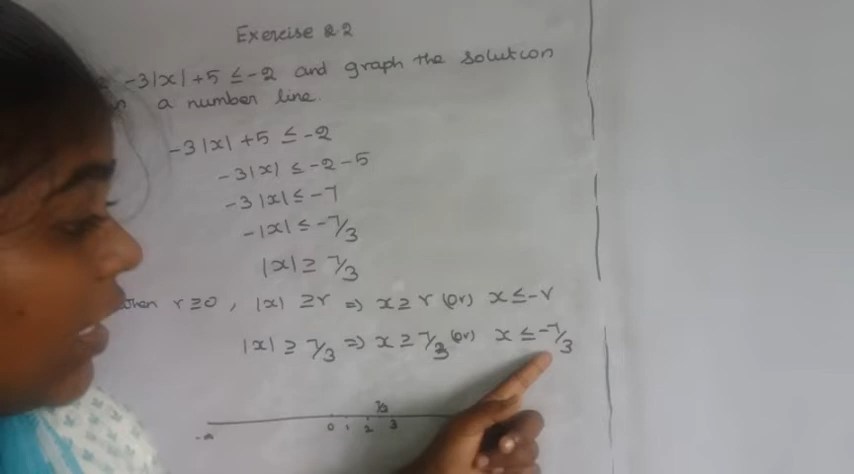 Exercise 2.2
-3|x| +5 ≤ -2 and graph the solution
a number line.
-3|x| +5 ≤ -2
-3|x| ≤ -2 -5
-3|x| ≤ -7
-|x| ≤ -7/3
|x| ≥ 7/3
when r ≥ 0, |x| ≥ r ⇒ x ≥ r (or) x ≤ -r
|x| ≥ 7/3 ⇒ x ≥ 7/3 (or) x ≤ -7/3
7/3
0 1 2 3